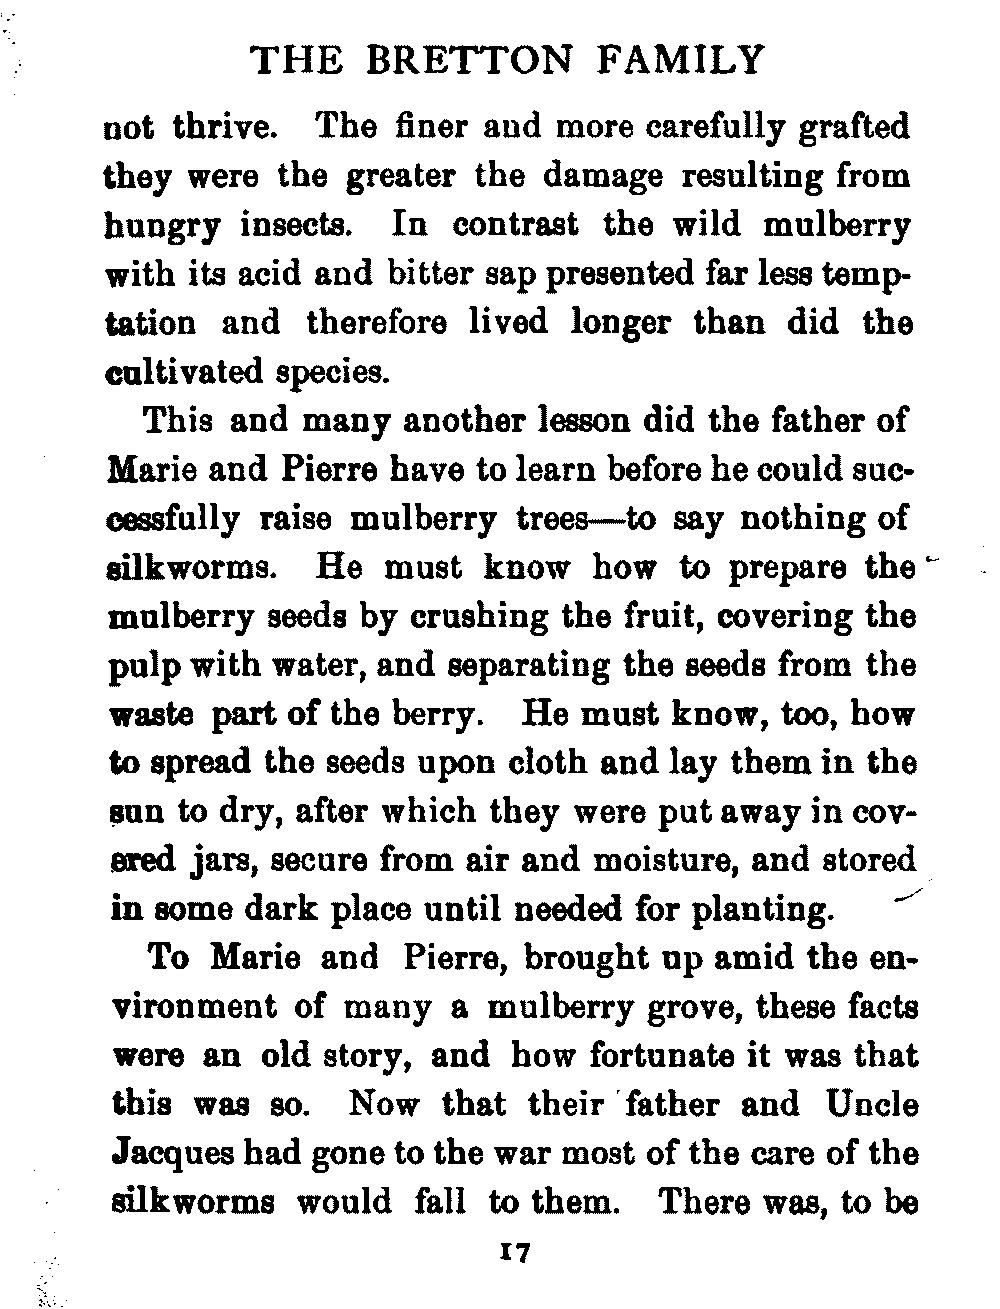 THE BRETTON FAMILY
not thrive. The finer and more carefully grafted
they were the greater the damage resulting from
hungry insects. In contrast the wild mulberry
with its acid and bitter sap presented far less temp-
tation and therefore lived longer than did the
cultivated species.
This and many another lesson did the father of
Marie and Pierre have to learn before he could suc-
cessfully raise mulberry trees—to say nothing of
silkworms. He must know how to prepare the
mulberry seeds by crushing the fruit, covering the
pulp with water, and separating the seeds from the
waste part of the berry. He must know, too, how
to spread the seeds upon cloth and lay them in the
sun to dry, after which they were put away in cov-
ered jars, secure from air and moisture, and stored
in some dark place until needed for planting.
To Marie and Pierre, brought up amid the en-
vironment of many a mulberry grove, these facts
were an old story, and how fortunate it was that
this was so. Now that their father and Uncle
Jacques had gone to the war most of the care of the
silkworms would fall to them. There was, to be
17